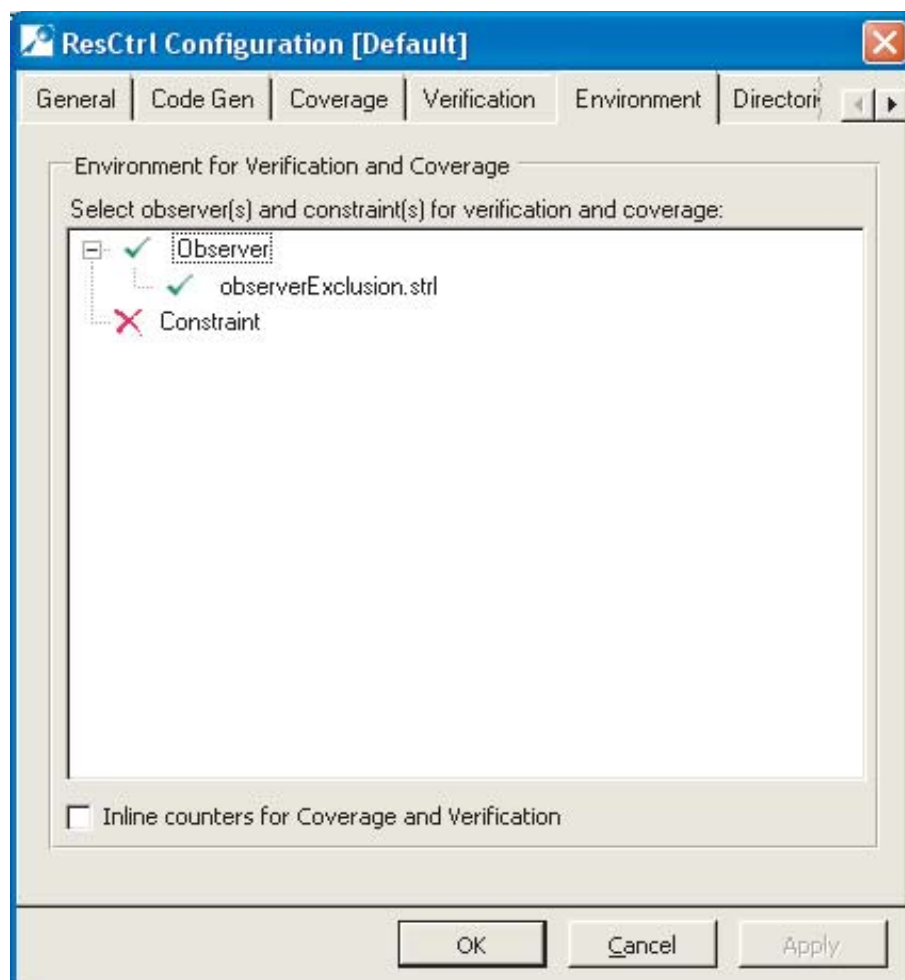 ResCtrl Configuration [Default]
General Code Gen Coverage Verification Environment Directori
Environment for Verification and Coverage
Select observer(s) and constraint(s) for verification and coverage:
Observer
observerExclusion.strl
Constraint
Inline counters for Coverage and Verification
OK Cancel Apply